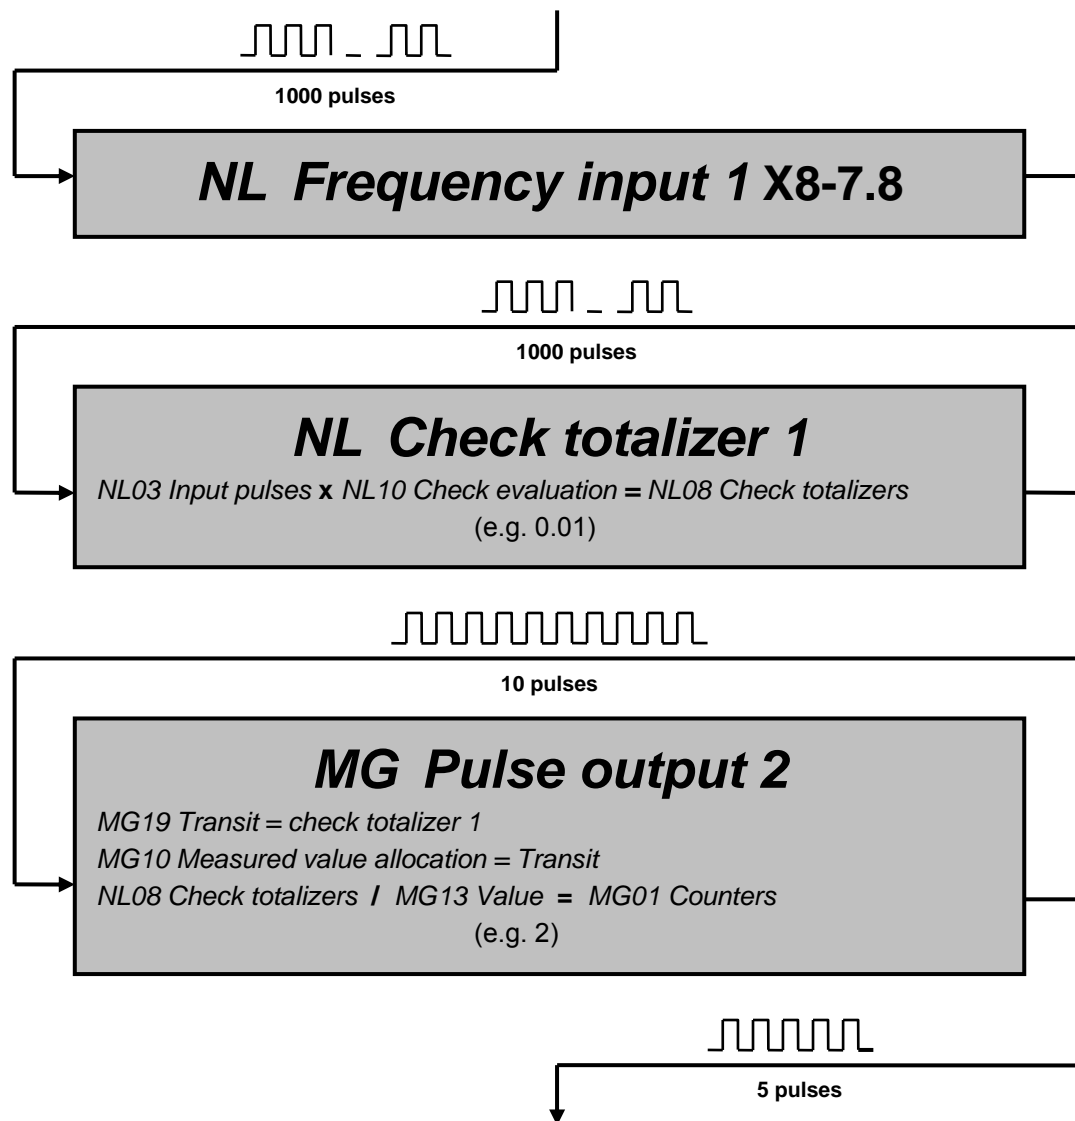 1000 pulses
NL Frequency input 1 X8-7.8
1000 pulses
NL Check totalizer 1
NL03 Input pulses x NL10 Check evaluation = NL08 Check totalizers
(e.g. 0.01)
10 pulses
MG Pulse output 2
MG19 Transit = check totalizer 1
MG10 Measured value allocation = Transit
NL08 Check totalizers / MG13 Value = MG01 Counters
(e.g. 2)
5 pulses